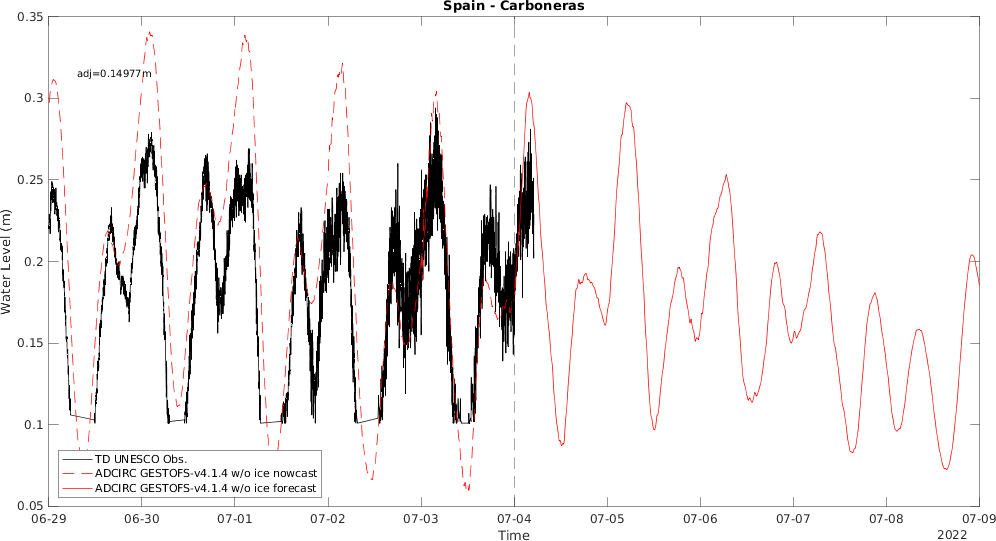 Spain - Carboneras
0.35
0.3
0.25
0.2
0.15
0.1
0.05
Water Level (m)
adj=0.14977m
TD UNESCO Obs.
ADCIRC GESTOFS-v4.1.4 w/o ice nowcast
ADCIRC GESTOFS-v4.1.4 w/o ice forecast
06-29 06-30 07-01 07-02 07-03 07-04 07-05 07-06 07-07 07-08 07-09
Time
2022